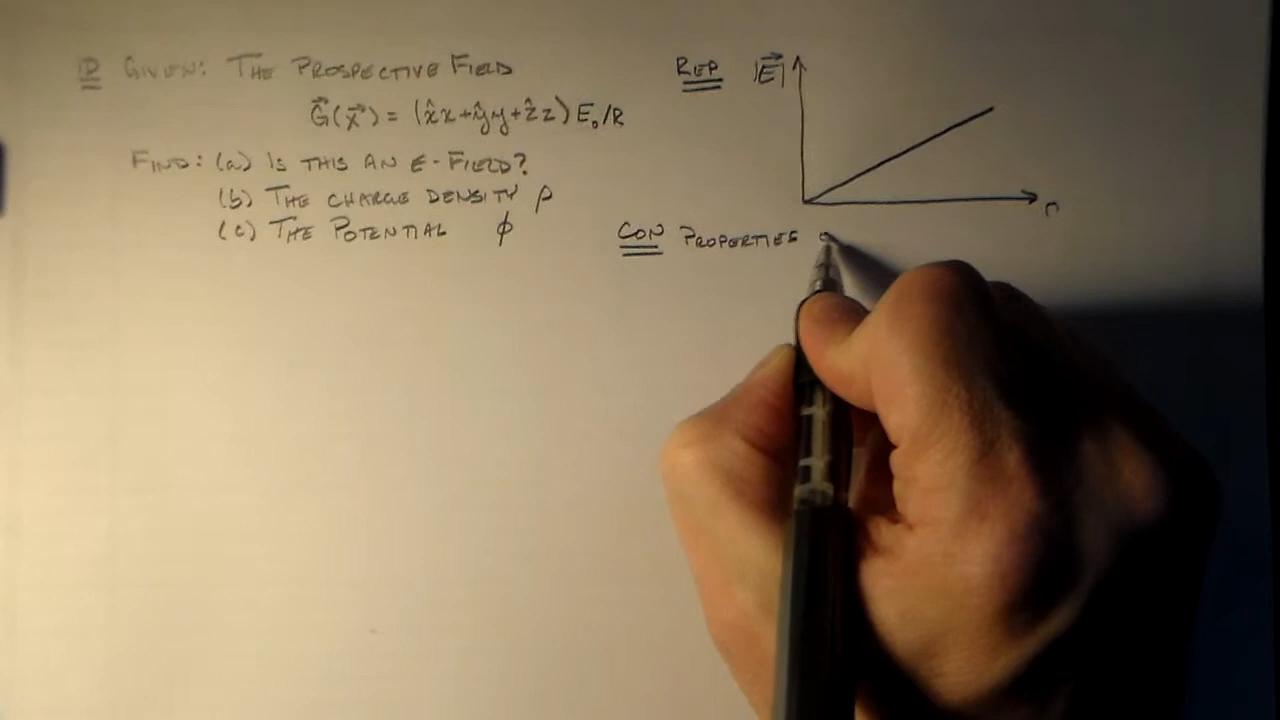 ID GIVEN: THE PROSPECTIVE FIELD
G⃗(x⃗) = (x̂x+ŷy+ẑz) E₀/R
FIND: (a) IS THIS AN E-FIELD?
(b) THE CHARGE DENSITY ρ
(c) THE POTENTIAL ϕ
REP |E⃗|
r
CON PROPERTIES